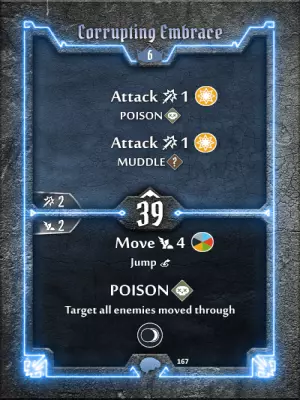 Corrupting Embrace
6
Attack 1
POISON
Attack 1
MUDDLE ?
2
39
2
Move 4
Jump
POISON
Target all enemies moved through
167